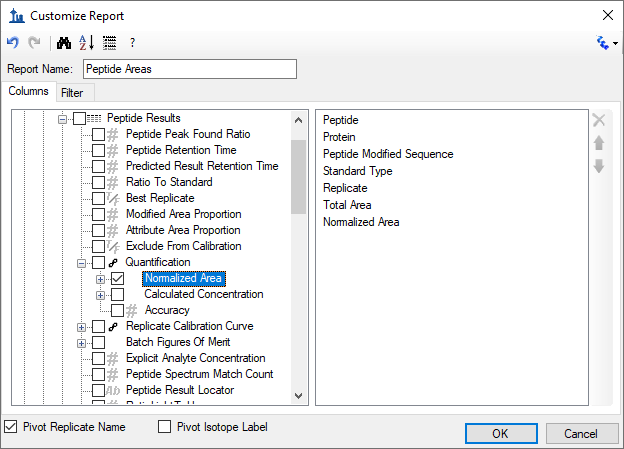 Customize Report
A
Z
?
Report Name: Peptide Areas
Columns
Filter
Peptide Results
# Peptide Peak Found Ratio
# Peptide Retention Time
# Predicted Result Retention Time
# Ratio To Standard
T/F Best Replicate
# Modified Area Proportion
# Attribute Area Proportion
T/F Exclude From Calibration
Quantification
Normalized Area
Calculated Concentration
# Accuracy
Replicate Calibration Curve
Batch Figures Of Merit
# Explicit Analyte Concentration
# Peptide Spectrum Match Count
Ab Peptide Result Locator
Peptide
Protein
Peptide Modified Sequence
Standard Type
Replicate
Total Area
Normalized Area
Pivot Replicate Name
Pivot Isotope Label
OK
Cancel